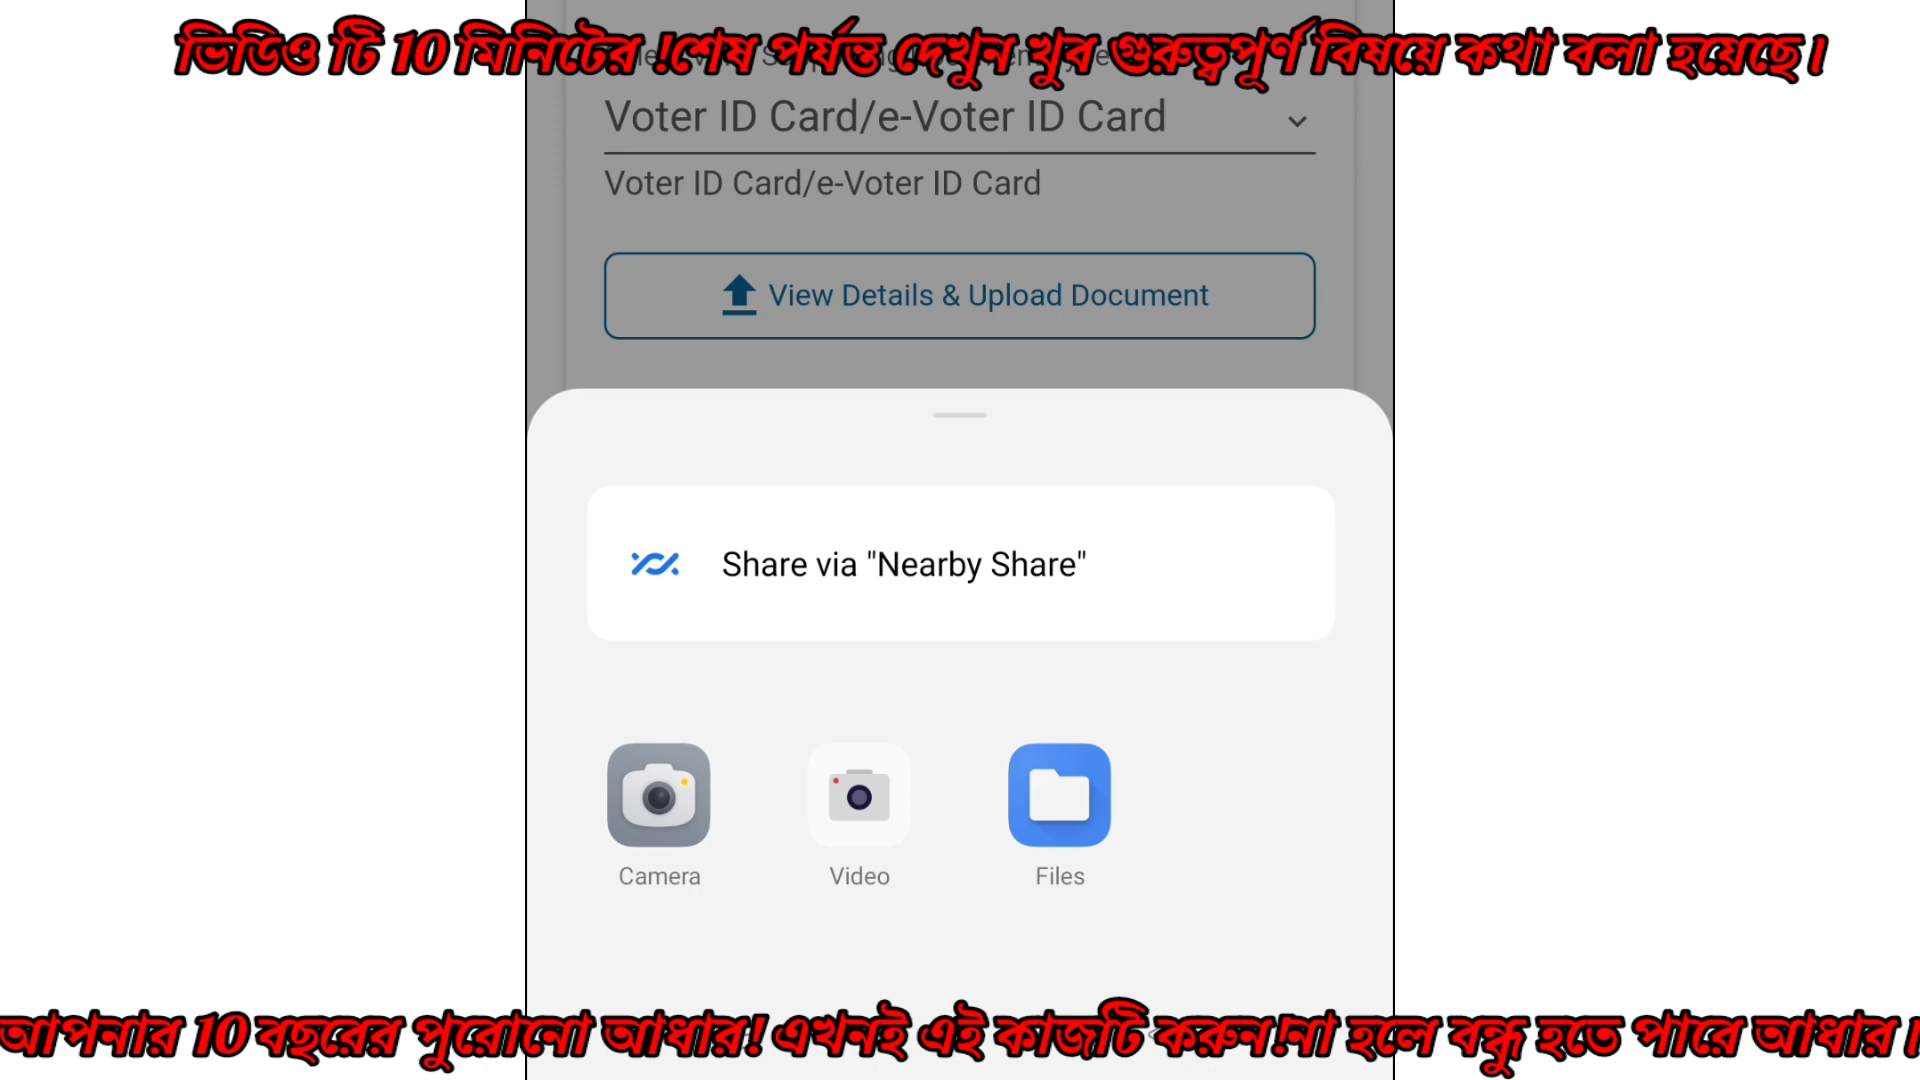 ভিডিও টি 10 মিনিটের !শেষ পর্যন্ত দেখুন খুব গুরুত্বপূর্ণ বিষয়ে কথা বলা হয়েছে।
Voter ID Card/e-Voter ID Card
Voter ID Card/e-Voter ID Card
View Details & Upload Document
Share via "Nearby Share"
Camera
Video
Files
আপনার 10 বছরের পুরোনো আধার! এখনই এই কাজটি করুন!না হলে বন্ধু হতে পারে আধার।